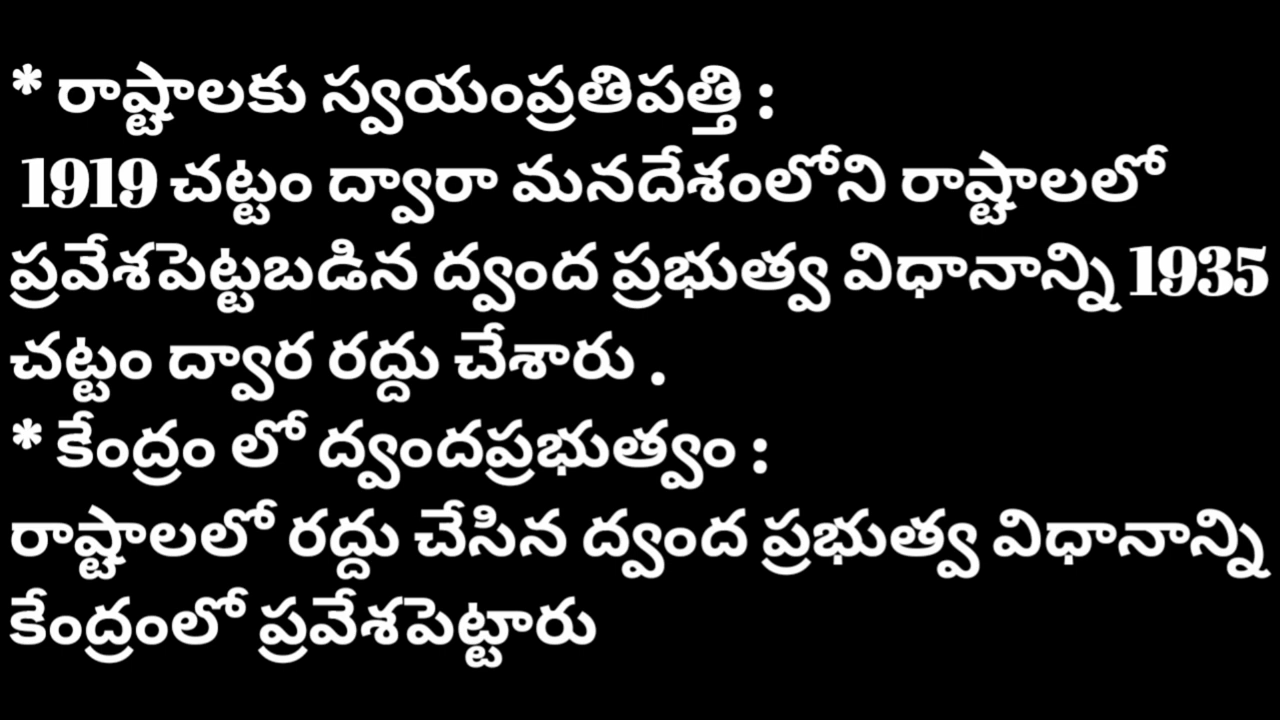 * రాష్టాలకు స్వయంప్రతిపత్తి :
1919 చట్టం ద్వారా మనదేశంలోని రాష్టాలలో
ప్రవేశపెట్టబడిన ద్వంద ప్రభుత్వ విధానాన్ని 1935
చట్టం ద్వార రద్దు చేశారు .
* కేంద్రం లో ద్వందప్రభుత్వం :
రాష్టాలలో రద్దు చేసిన ద్వంద ప్రభుత్వ విధానాన్ని
కేంద్రంలో ప్రవేశపెట్టారు